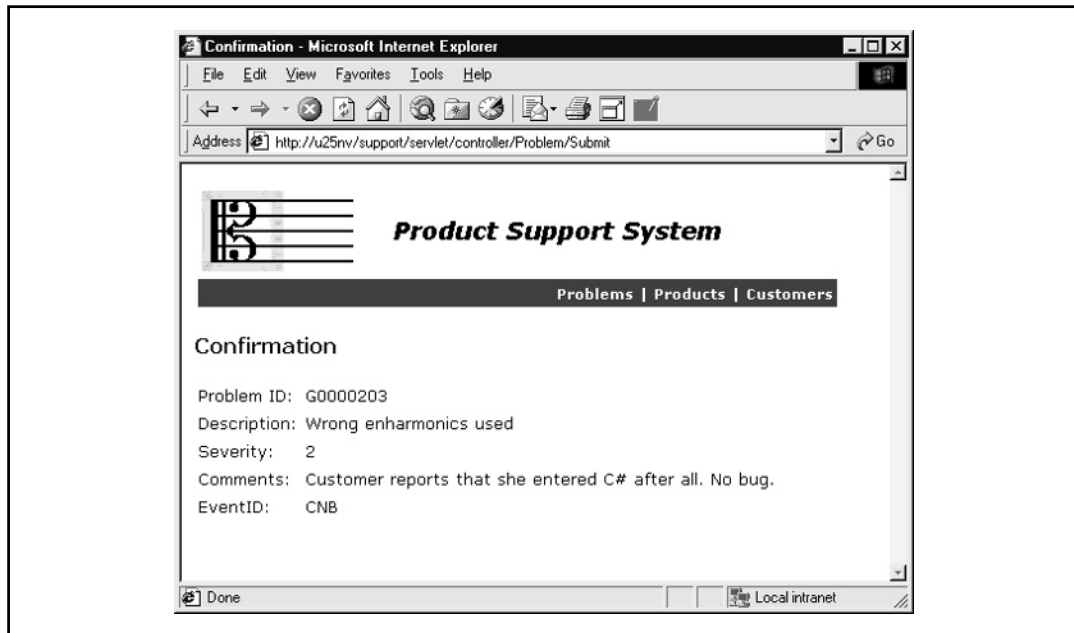 Confirmation - Microsoft Internet Explorer
File Edit View Favorites Tools Help
Address http://u25nv/support/servlet/controller/Problem/Submit Go
Product Support System
Problems | Products | Customers
Confirmation
Problem ID: G0000203
Description: Wrong enharmonics used
Severity: 2
Comments: Customer reports that she entered C# after all. No bug.
EventID: CNB
Done Local intranet